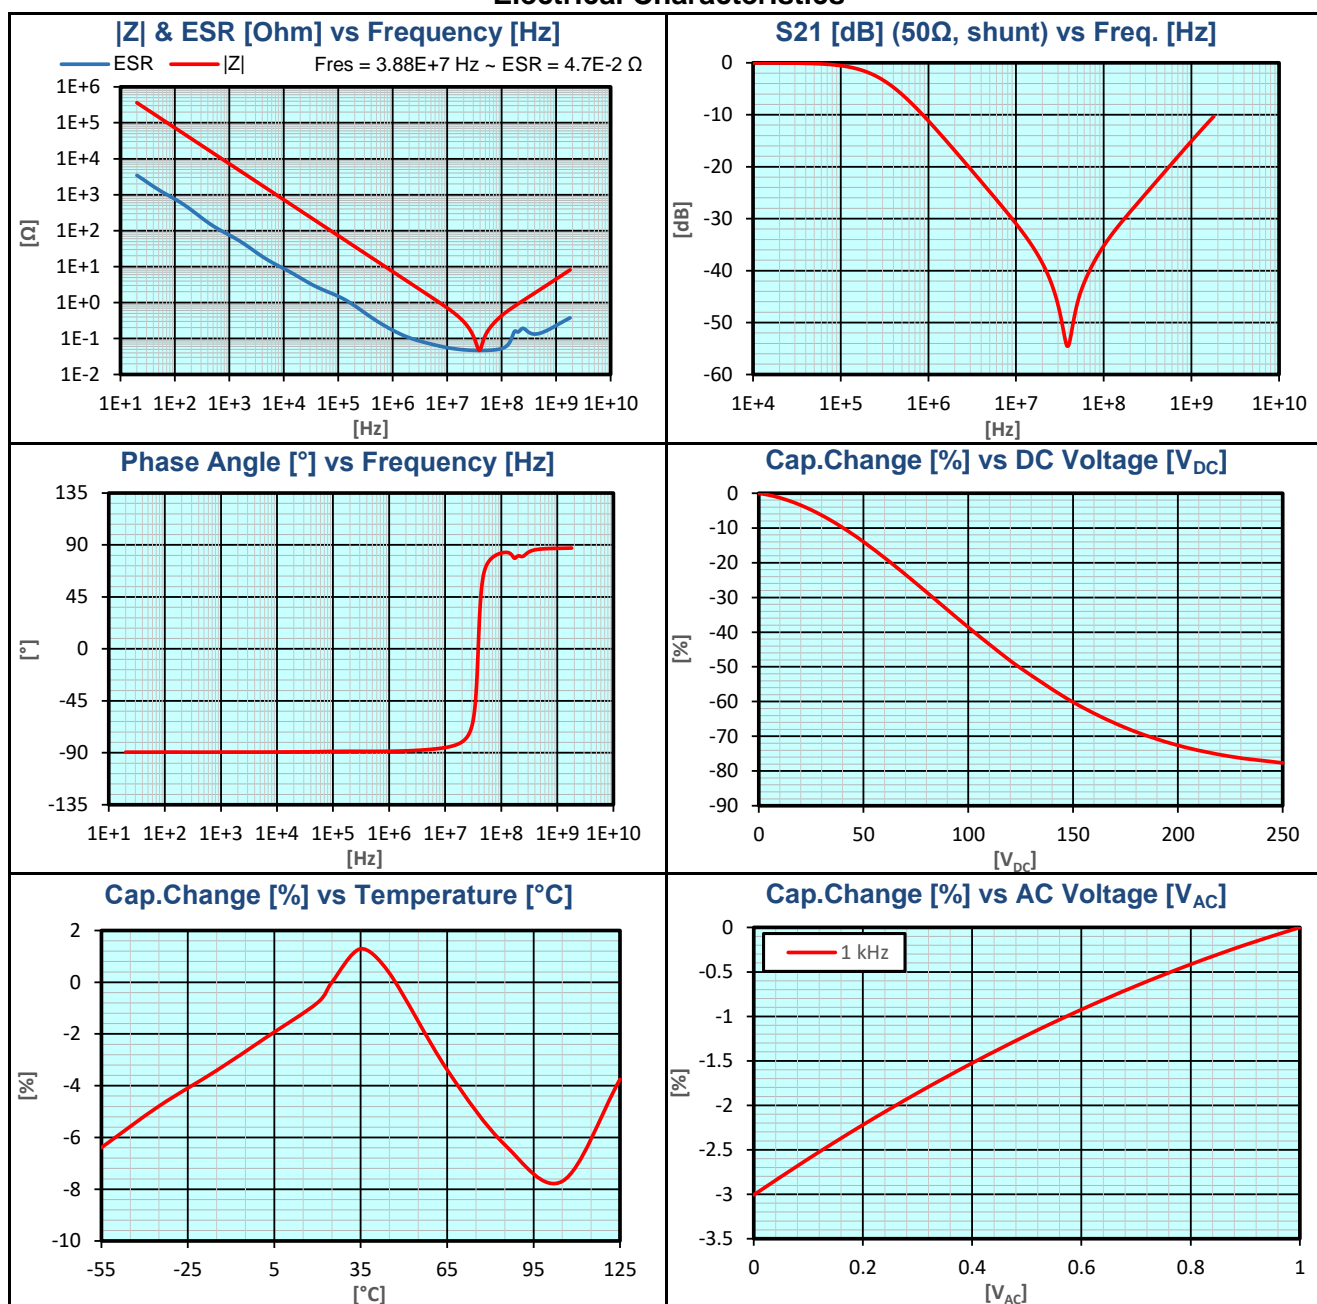 Electrical Characteristics
|Z| & ESR [Ohm] vs Frequency [Hz]
ESR |Z| Fres = 3.88E+7 Hz ~ ESR = 4.7E-2 Ω
1E+6
1E+5
1E+4
1E+3
1E+2
1E+1
1E+0
1E-1
1E-2
[Ω]
1E+1 1E+2 1E+3 1E+4 1E+5 1E+6 1E+7 1E+8 1E+9 1E+10
[Hz]
S21 [dB] (50Ω, shunt) vs Freq. [Hz]
0
-10
-20
-30
-40
-50
-60
[dB]
1E+4 1E+5 1E+6 1E+7 1E+8 1E+9 1E+10
[Hz]
Phase Angle [°] vs Frequency [Hz]
135
90
45
0
-45
-90
-135
[°]
1E+1 1E+2 1E+3 1E+4 1E+5 1E+6 1E+7 1E+8 1E+9 1E+10
[Hz]
Cap.Change [%] vs DC Voltage [VDC]
0
-10
-20
-30
-40
-50
-60
-70
-80
-90
[%]
0 50 100 150 200 250
[VDC]
Cap.Change [%] vs Temperature [°C]
2
0
-2
-4
-6
-8
-10
[%]
-55 -25 5 35 65 95 125
[°C]
Cap.Change [%] vs AC Voltage [VAC]
1 kHz
0
-0.5
-1
-1.5
-2
-2.5
-3
-3.5
[%]
0 0.2 0.4 0.6 0.8 1
[VAC]